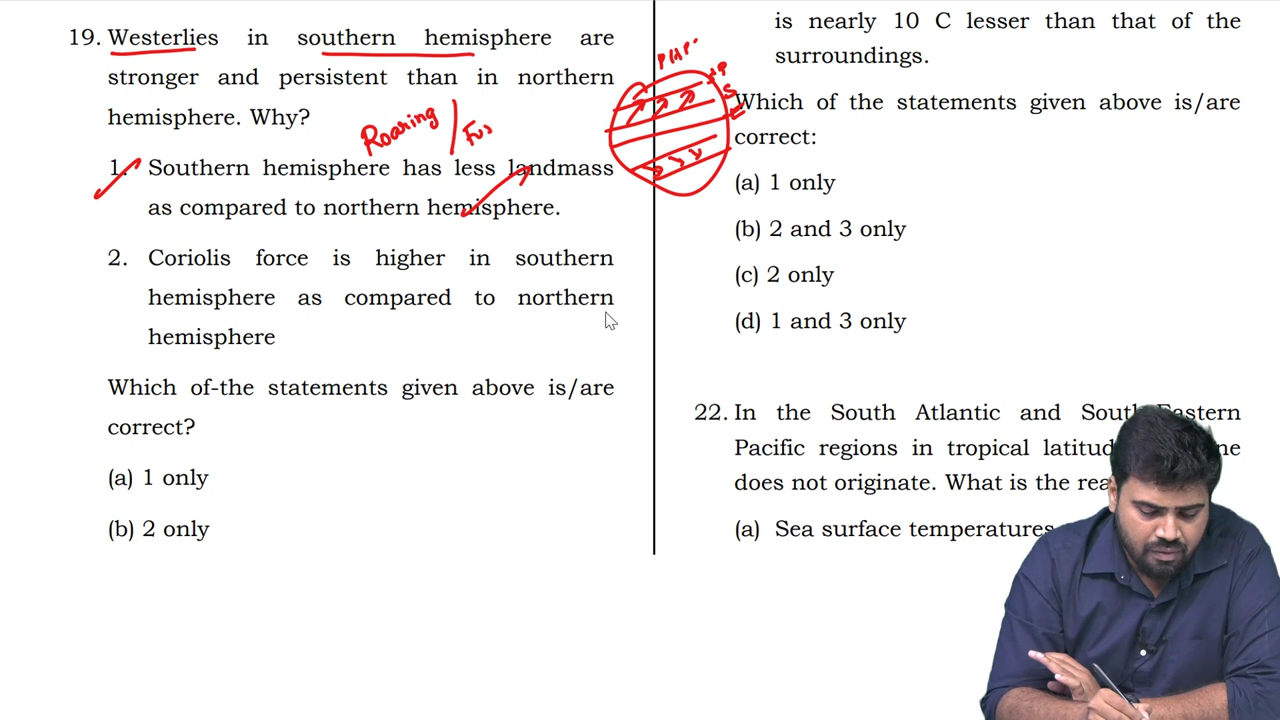 19. Westerlies in southern hemisphere are
stronger and persistent than in northern
hemisphere. Why?
Roaring
1. Southern hemisphere has less landmass
as compared to northern hemisphere.
2. Coriolis force is higher in southern
hemisphere as compared to northern
hemisphere
Which of-the statements given above is/are
correct?
(a) 1 only
(b) 2 only
is nearly 10 C lesser than that of the
surroundings.
Which of the statements given above is/are
correct:
(a) 1 only
(b) 2 and 3 only
(c) 2 only
(d) 1 and 3 only
22. In the South Atlantic and South Eastern
Pacific regions in tropical
does not originate. What is the
(a) Sea surface temperatures